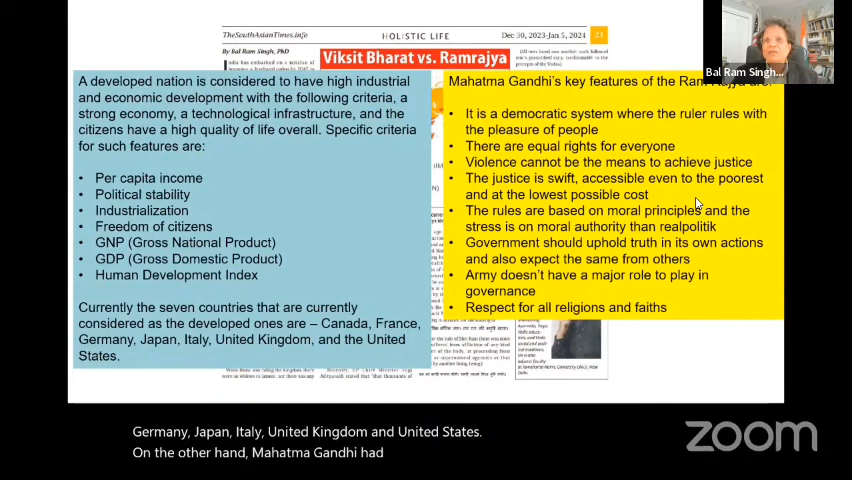 TheSouthAsianTimes.info
HOLISTIC LIFE
Dec 30, 2023-Jan 5, 2024
23
By Bal Ram Singh, PhD
Viksit Bharat vs. Ramrajya
A developed nation is considered to have high industrial
and economic development with the following criteria, a
strong economy, a technological infrastructure, and the
citizens have a high quality of life overall. Specific criteria
for such features are:
• Per capita income
• Political stability
• Industrialization
• Freedom of citizens
• GNP (Gross National Product)
• GDP (Gross Domestic Product)
• Human Development Index
Currently the seven countries that are currently
considered as the developed ones are – Canada, France,
Germany, Japan, Italy, United Kingdom, and the United
States.
Mahatma Gandhi's key features of the Ram
• It is a democratic system where the ruler rules with
the pleasure of people
• There are equal rights for everyone
• Violence cannot be the means to achieve justice
• The justice is swift, accessible even to the poorest
and at the lowest possible cost
• The rules are based on moral principles and the
stress is on moral authority than realpolitik
• Government should uphold truth in its own actions
and also expect the same from others
• Army doesn't have a major role to play in
governance
• Respect for all religions and faiths
Bal Ram Singh...
Germany, Japan, Italy, United Kingdom and United States.
On the other hand, Mahatma Gandhi had
zoom